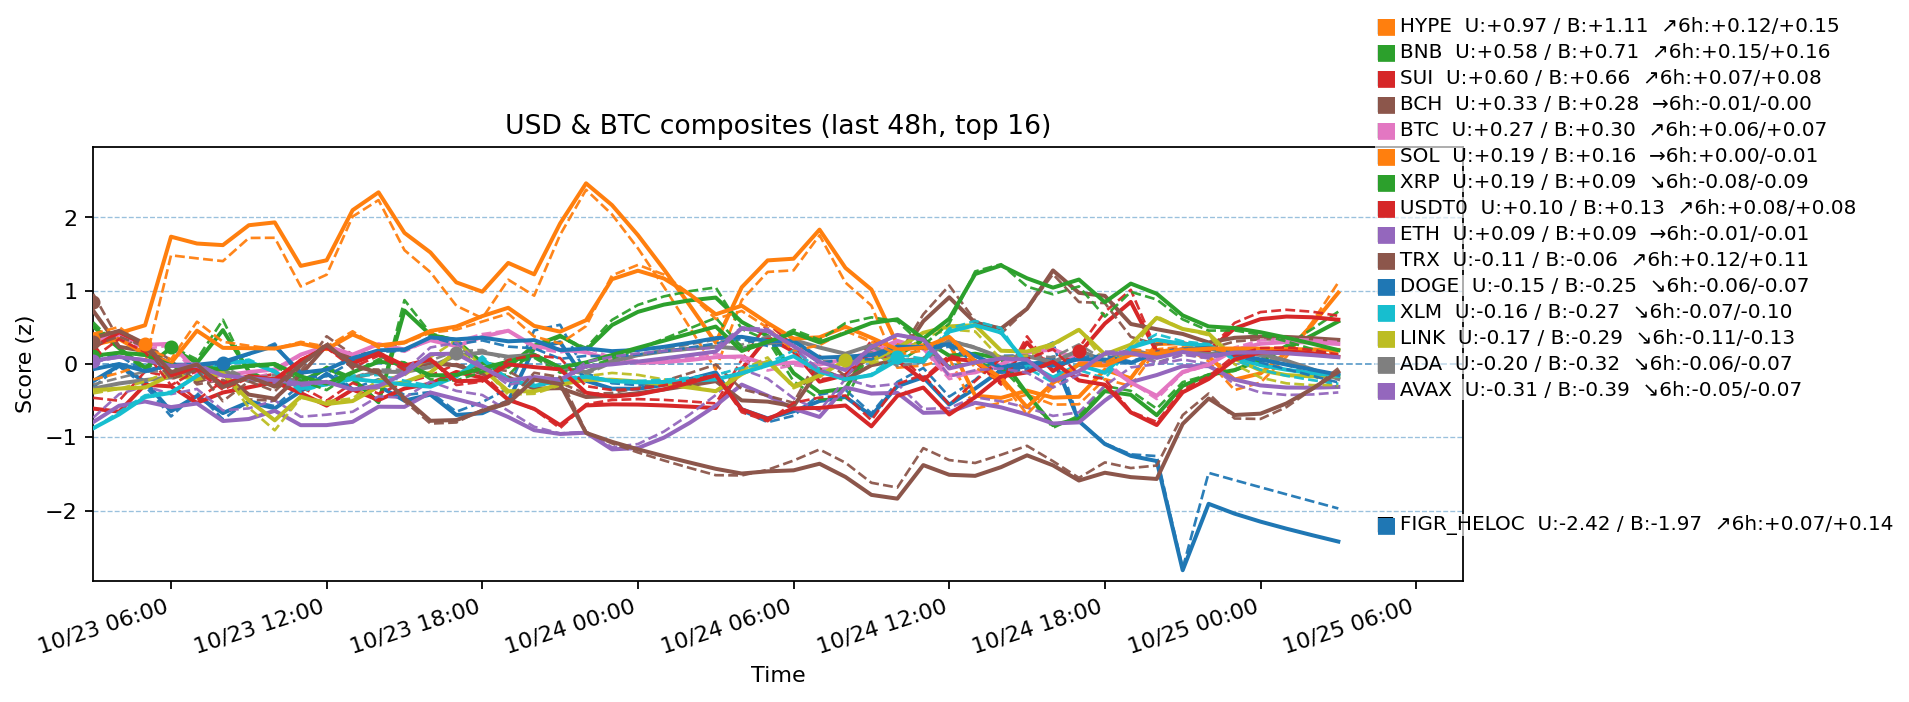 HYPE  U:+0.97 / B:+1.11  ↗6h:+0.12/+0.15
BNB  U:+0.58 / B:+0.71  ↗6h:+0.15/+0.16
SUI  U:+0.60 / B:+0.66  ↗6h:+0.07/+0.08
BCH  U:+0.33 / B:+0.28  →6h:-0.01/-0.00
BTC  U:+0.27 / B:+0.30  ↗6h:+0.06/+0.07
SOL  U:+0.19 / B:+0.16  →6h:+0.00/-0.01
XRP  U:+0.19 / B:+0.09  ↘6h:-0.08/-0.09
USDT0  U:+0.10 / B:+0.13  ↗6h:+0.08/+0.08
ETH  U:+0.09 / B:+0.09  →6h:-0.01/-0.01
TRX  U:-0.11 / B:-0.06  ↗6h:+0.12/+0.11
DOGE  U:-0.15 / B:-0.25  ↘6h:-0.06/-0.07
XLM  U:-0.16 / B:-0.27  ↘6h:-0.07/-0.10
LINK  U:-0.17 / B:-0.29  ↘6h:-0.11/-0.13
ADA  U:-0.20 / B:-0.32  ↘6h:-0.06/-0.07
AVAX  U:-0.31 / B:-0.39  ↘6h:-0.05/-0.07
FIGR_HELOC  U:-2.42 / B:-1.97  ↗6h:+0.07/+0.14
USD & BTC composites (last 48h, top 16)
Score (z)
2
1
0
−1
−2
10/23 06:00
10/23 12:00
10/23 18:00
10/24 00:00
10/24 06:00
10/24 12:00
10/24 18:00
10/25 00:00
10/25 06:00
Time